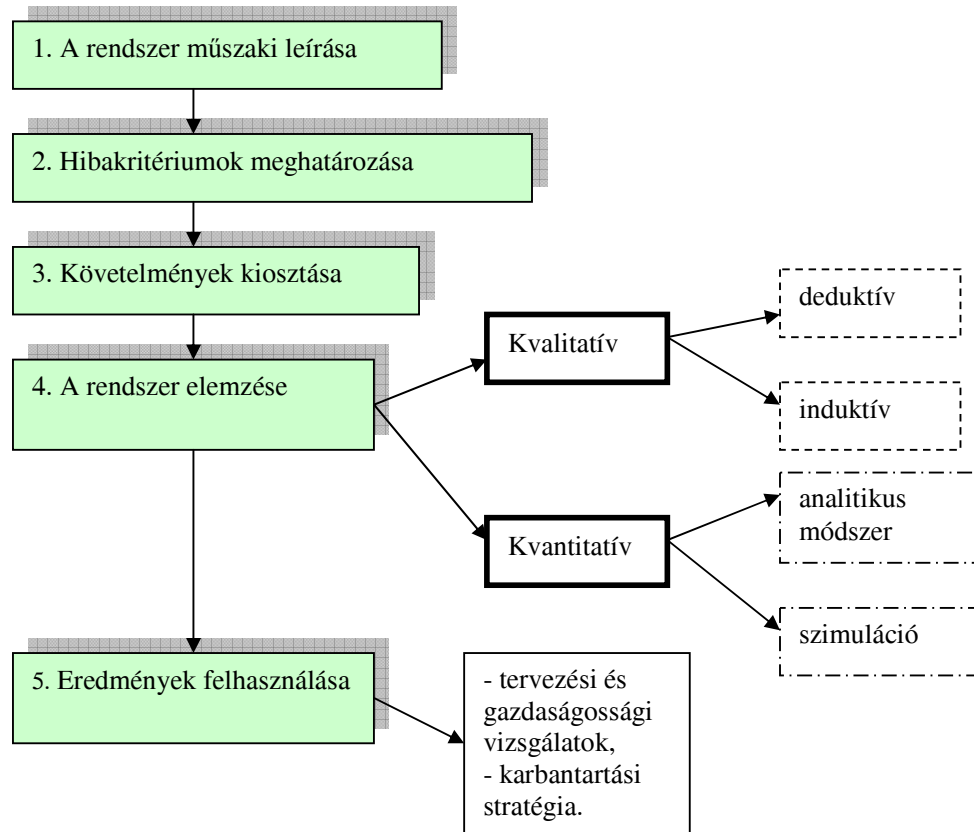 1. A rendszer műszaki leírása
2. Hibakritériumok meghatározása
3. Követelmények kiosztása
4. A rendszer elemzése
Kvalitatív
deduktív
induktív
Kvantitatív
analitikus
módszer
szimuláció
5. Eredmények felhasználása
- tervezési és
gazdaságossági
vizsgálatok,
- karbantartási
stratégia.